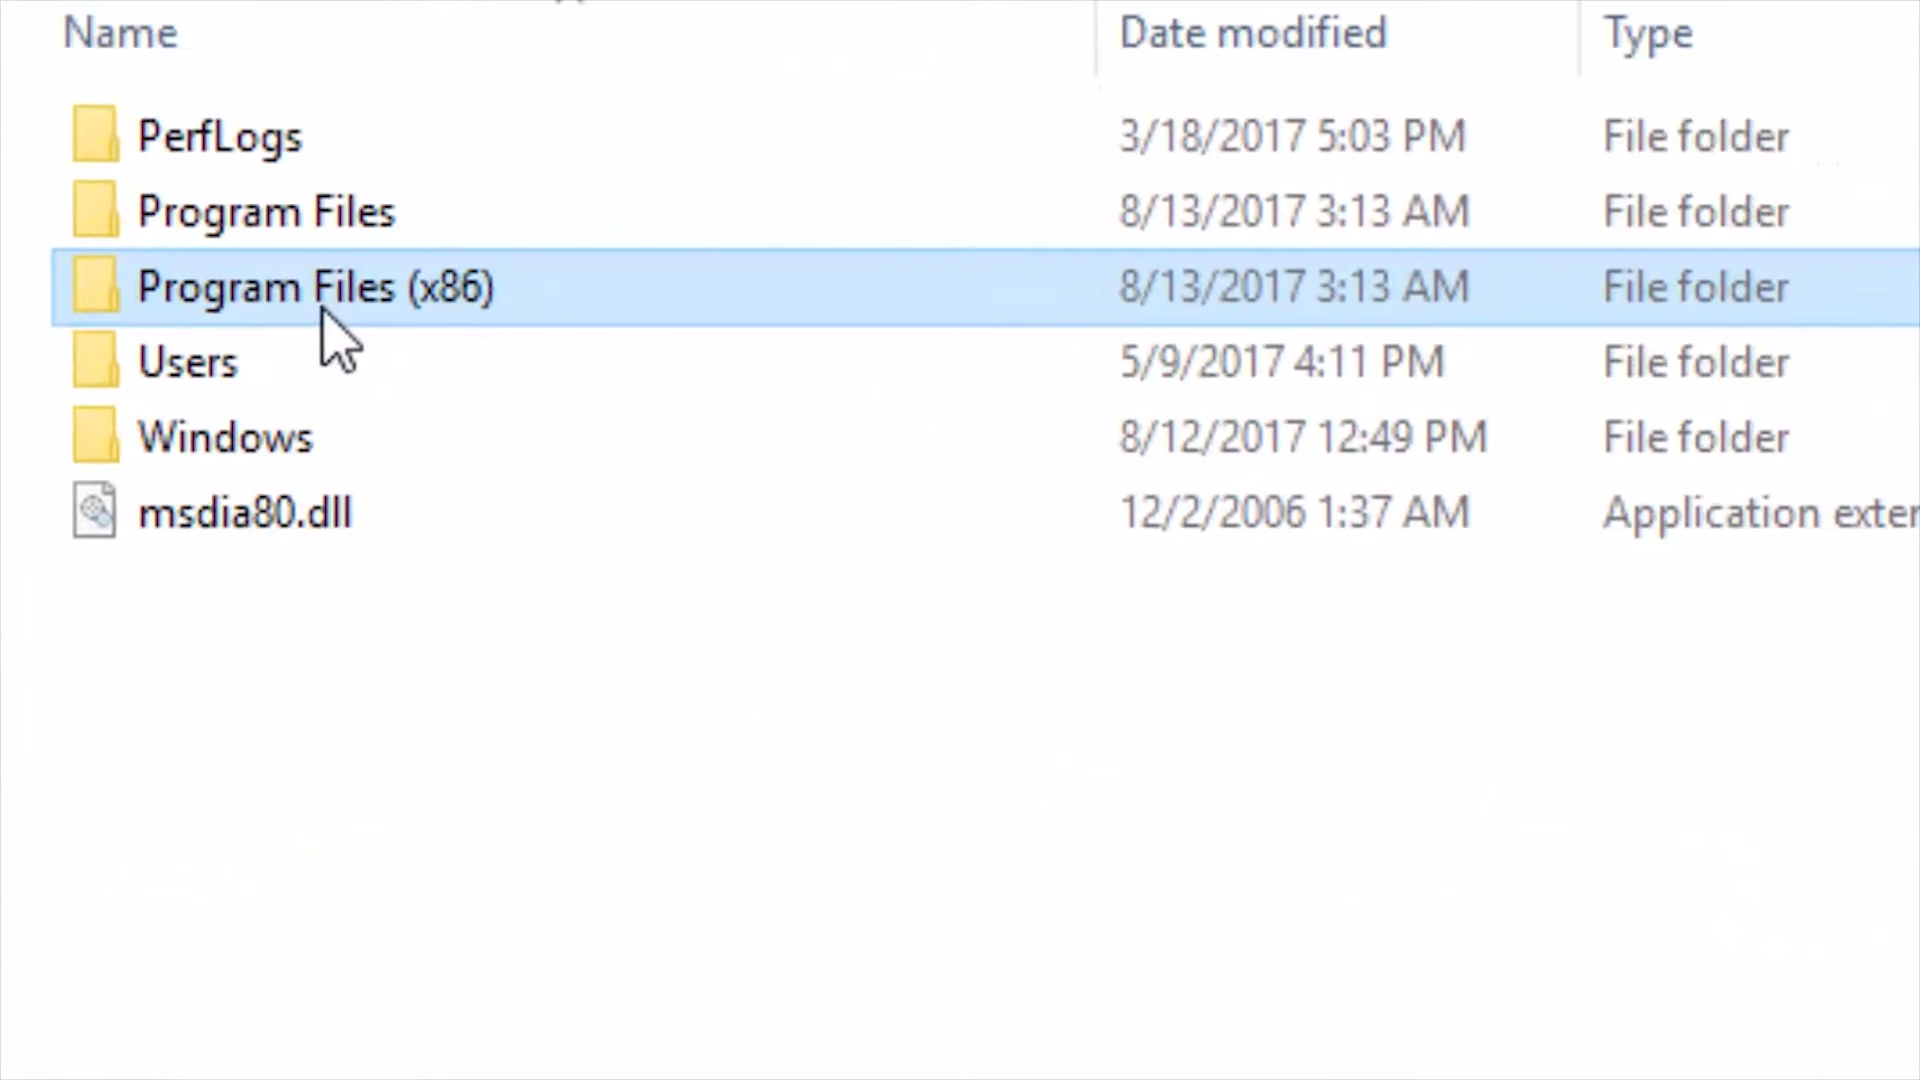 Name Date modified Type
PerfLogs 3/18/2017 5:03 PM File folder
Program Files 8/13/2017 3:13 AM File folder
Program Files (x86) 8/13/2017 3:13 AM File folder
Users 5/9/2017 4:11 PM File folder
Windows 8/12/2017 12:49 PM File folder
msdia80.dll 12/2/2006 1:37 AM Application exter